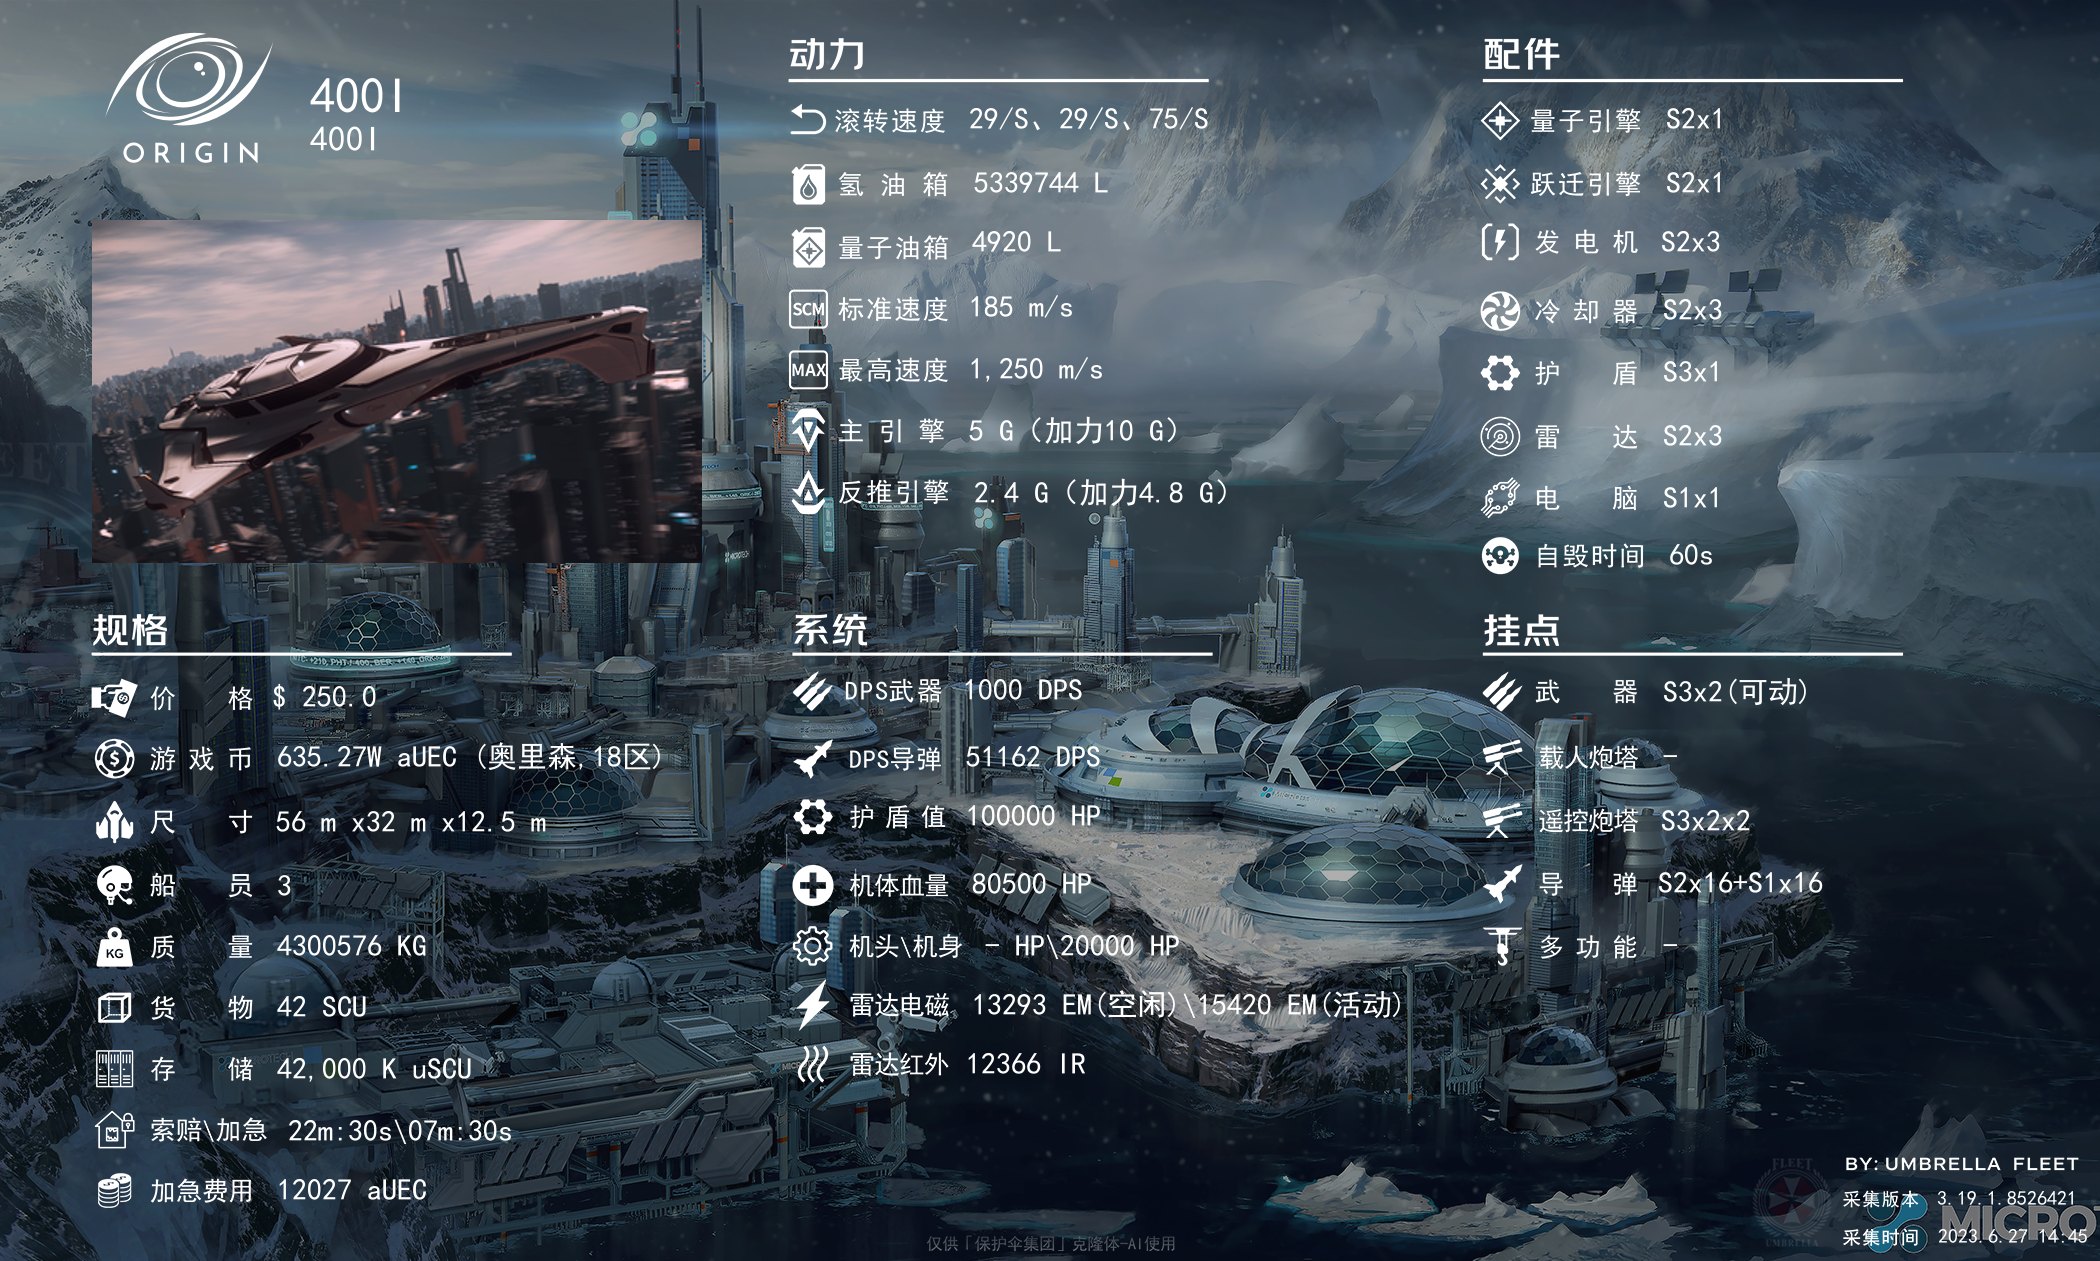 ORIGIN
400I
400I
动力
滚转速度 29/S、29/S、75/S
氢油箱 5339744 L
量子油箱 4920 L
SCM 标准速度 185 m/s
MAX 最高速度 1,250 m/s
主引擎 5 G（加力10 G）
反推引擎 2.4 G（加力4.8 G）
配件
量子引擎 S2x1
跃迁引擎 S2x1
发电机 S2x3
冷却器 S2x3
护盾 S3x1
雷达 S2x3
电脑 S1x1
自毁时间 60s
规格
价格 $ 250.0
游戏币 635.27W aUEC (奥里森,18区)
尺寸 56 m x32 m x12.5 m
船员 3
KG 质量 4300576 KG
货物 42 SCU
存储 42,000 K uSCU
索赔\加急 22m:30s\07m:30s
加急费用 12027 aUEC
系统
DPS武器 1000 DPS
DPS导弹 51162 DPS
护盾值 100000 HP
机体血量 80500 HP
机头\机身 - HP\20000 HP
雷达电磁 13293 EM(空闲)\15420 EM(活动)
雷达红外 12366 IR
挂点
武器 S3x2(可动)
载人炮塔 -
遥控炮塔 S3x2x2
导弹 S2x16+S1x16
多功能 -
BY: UMBRELLA FLEET
采集版本 3.19.1.8526421
采集时间 2023.6.27 14:45
FLEET
UMBRELLA
MICROT
仅供「保护伞集团」克隆体-AI使用